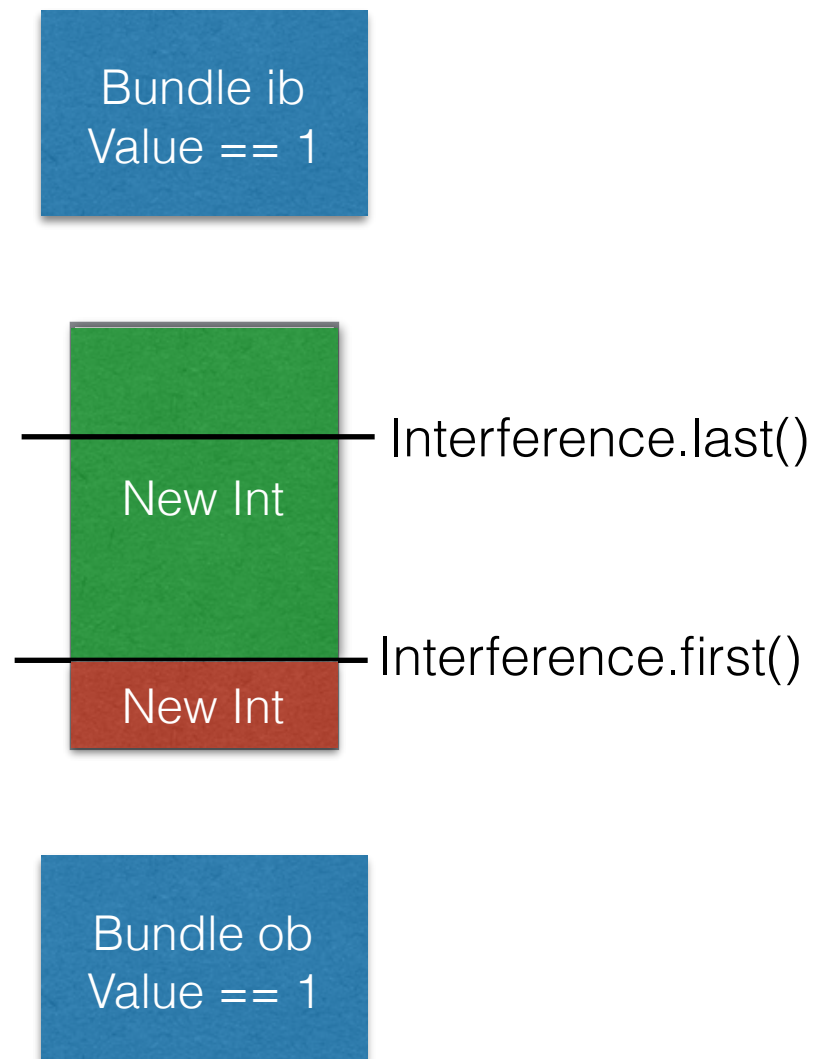 Bundle ib
Value == 1
Interference.last()
New Int
Interference.first()
New Int
Bundle ob
Value == 1